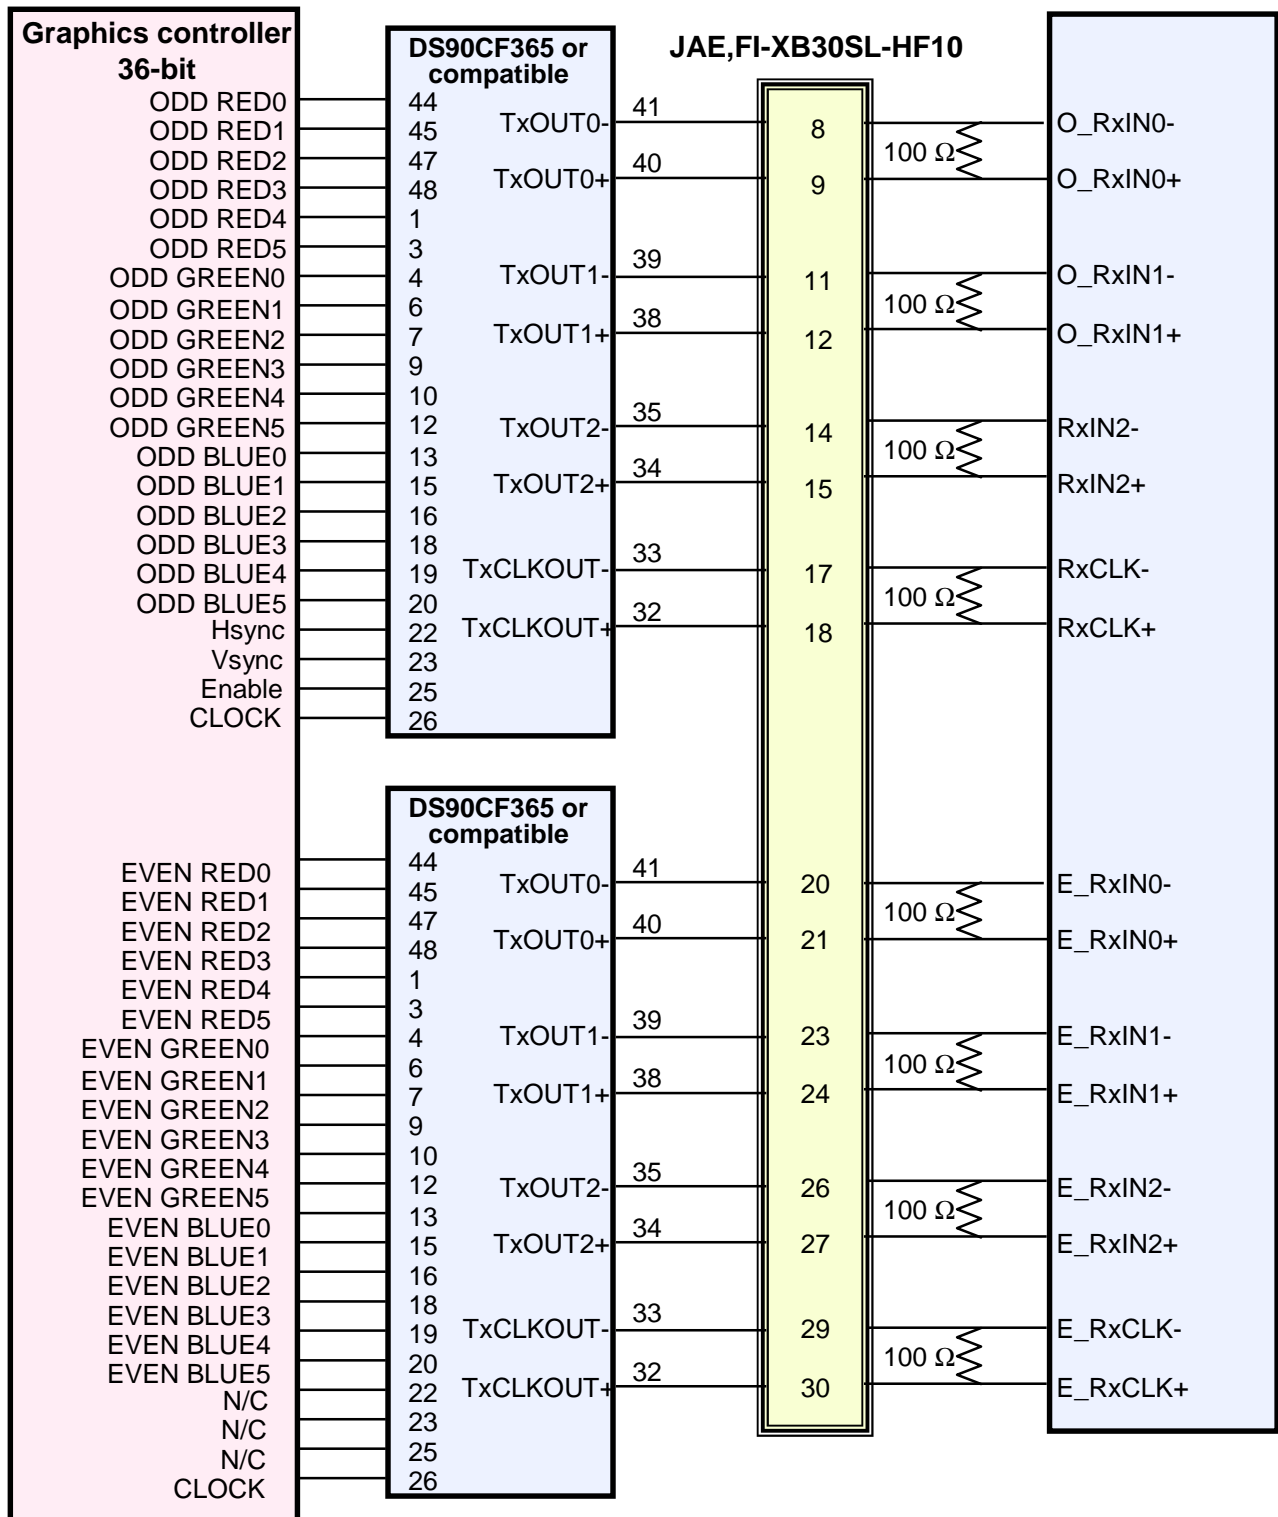 Graphics controller
36-bit
ODD RED0
ODD RED1
ODD RED2
ODD RED3
ODD RED4
ODD RED5
ODD GREEN0
ODD GREEN1
ODD GREEN2
ODD GREEN3
ODD GREEN4
ODD GREEN5
ODD BLUE0
ODD BLUE1
ODD BLUE2
ODD BLUE3
ODD BLUE4
ODD BLUE5
Hsync
Vsync
Enable
CLOCK
EVEN RED0
EVEN RED1
EVEN RED2
EVEN RED3
EVEN RED4
EVEN RED5
EVEN GREEN0
EVEN GREEN1
EVEN GREEN2
EVEN GREEN3
EVEN GREEN4
EVEN GREEN5
EVEN BLUE0
EVEN BLUE1
EVEN BLUE2
EVEN BLUE3
EVEN BLUE4
EVEN BLUE5
N/C
N/C
N/C
CLOCK
DS90CF365 or
compatible
44
45
47
48
1
3
4
6
7
9
10
12
13
15
16
18
19
20
22
23
25
26
TxOUT0-
TxOUT0+
TxOUT1-
TxOUT1+
TxOUT2-
TxOUT2+
TxCLKOUT-
TxCLKOUT+
41
40
39
38
35
34
33
32
DS90CF365 or
compatible
44
45
47
48
1
3
4
6
7
9
10
12
13
15
16
18
19
20
22
23
25
26
TxOUT0-
TxOUT0+
TxOUT1-
TxOUT1+
TxOUT2-
TxOUT2+
TxCLKOUT-
TxCLKOUT+
41
40
39
38
35
34
33
32
JAE,FI-XB30SL-HF10
8
9
11
12
14
15
17
18
20
21
23
24
26
27
29
30
100 Ω
100 Ω
100 Ω
100 Ω
100 Ω
100 Ω
100 Ω
100 Ω
O_RxIN0-
O_RxIN0+
O_RxIN1-
O_RxIN1+
RxIN2-
RxIN2+
RxCLK-
RxCLK+
E_RxIN0-
E_RxIN0+
E_RxIN1-
E_RxIN1+
E_RxIN2-
E_RxIN2+
E_RxCLK-
E_RxCLK+